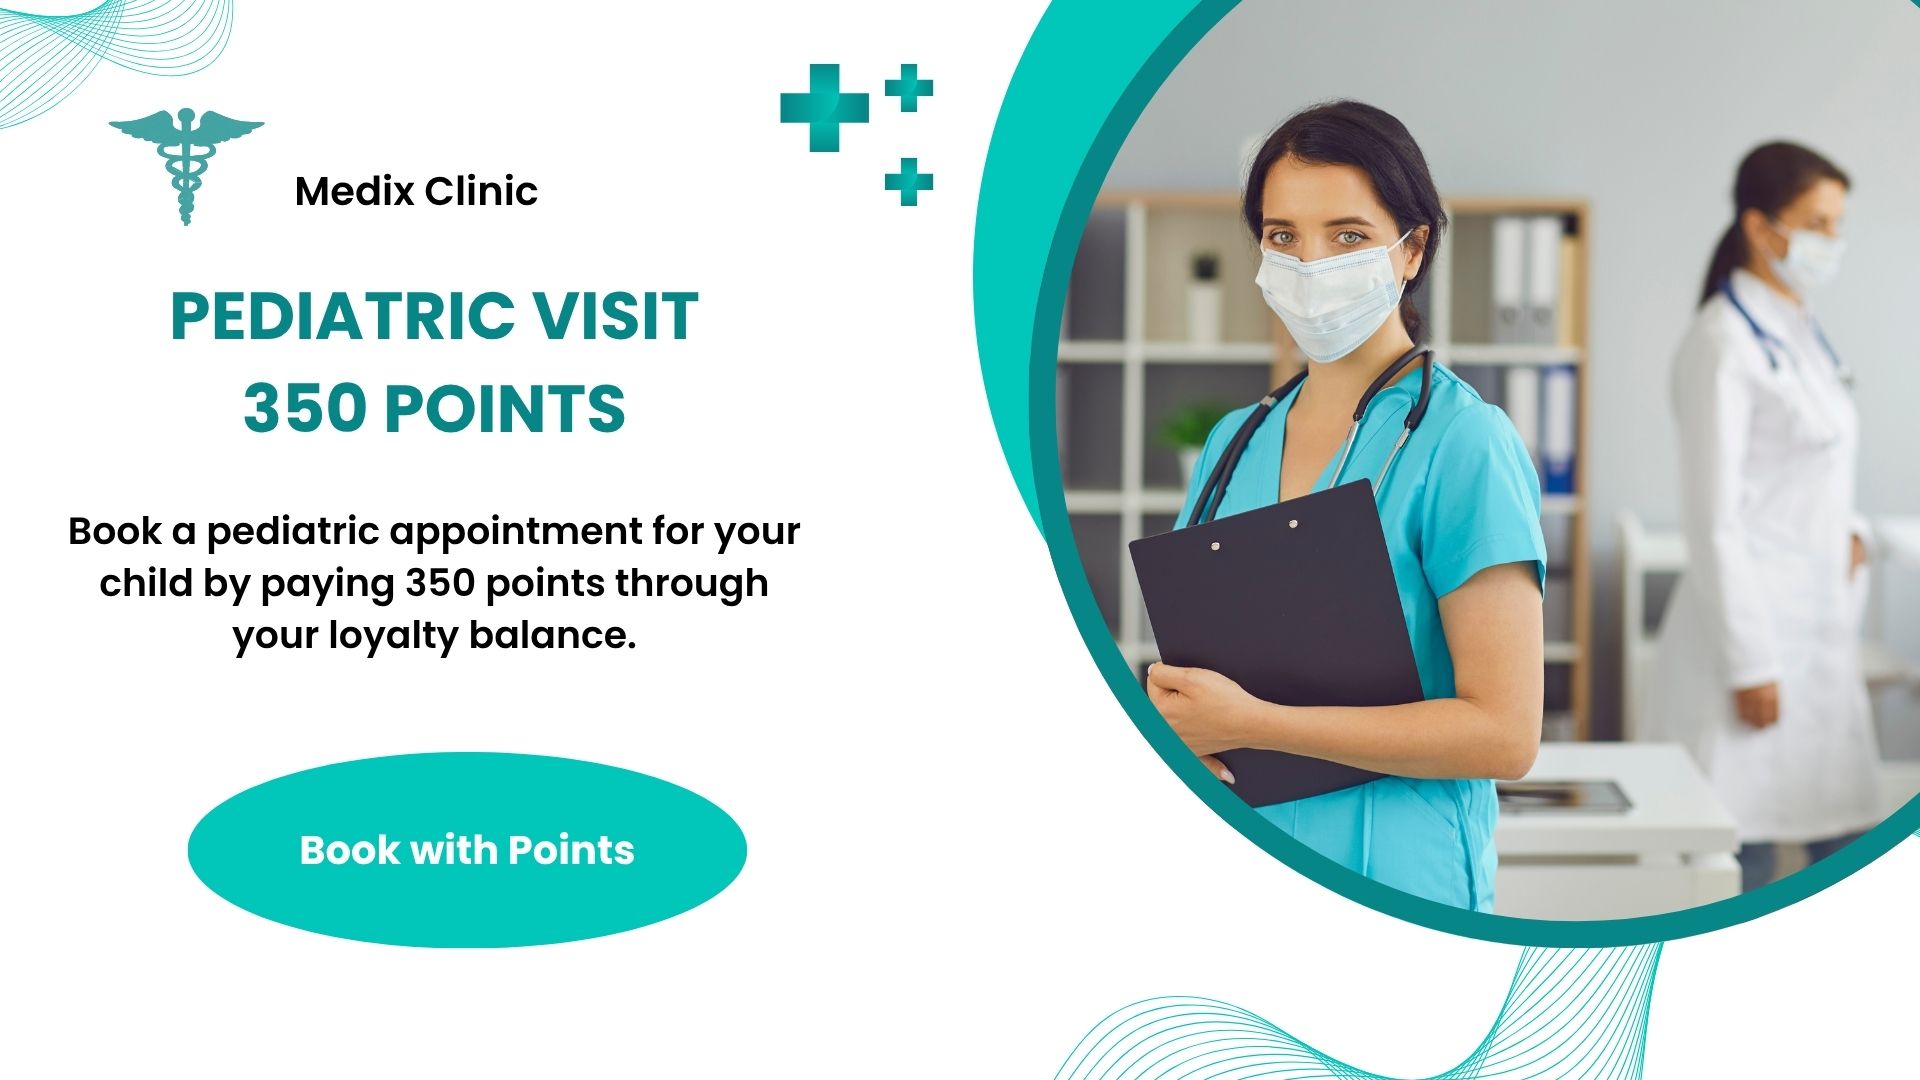 Medix Clinic
PEDIATRIC VISIT
350 POINTS
Book a pediatric appointment for your
child by paying 350 points through
your loyalty balance.
Book with Points